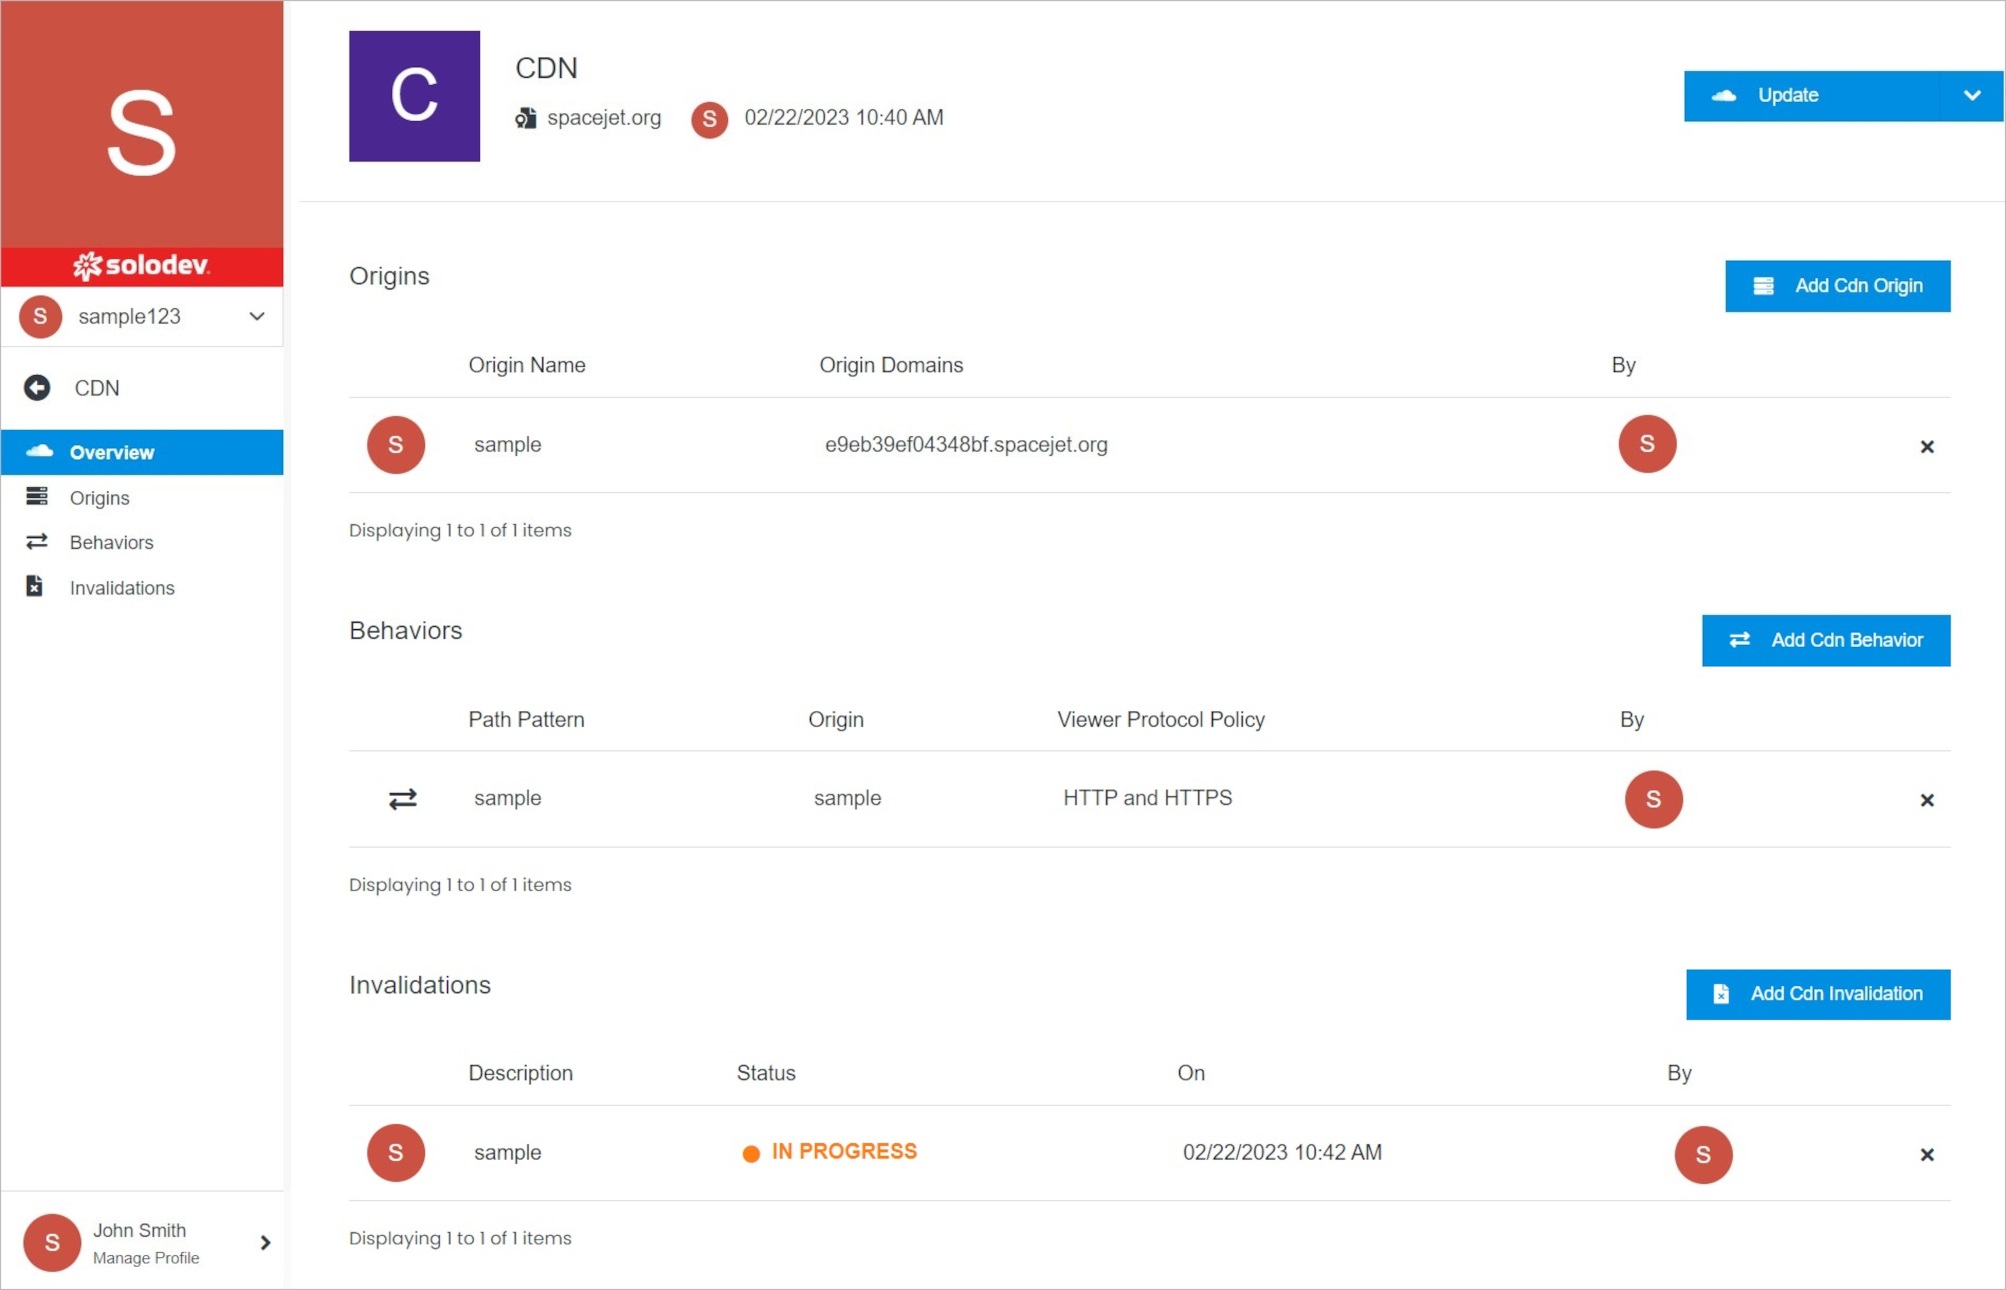 S
solodev
S sample123
CDN
Overview
Origins
Behaviors
Invalidations
S John Smith
Manage Profile
C
CDN
spacejet.org S 02/22/2023 10:40 AM
Update
Origins
Add Cdn Origin
Origin Name Origin Domains By
S sample e9eb39ef04348bf.spacejet.org S
Displaying 1 to 1 of 1 items
Behaviors
Add Cdn Behavior
Path Pattern Origin Viewer Protocol Policy By
sample sample HTTP and HTTPS S
Displaying 1 to 1 of 1 items
Invalidations
Add Cdn Invalidation
Description Status On By
S sample IN PROGRESS 02/22/2023 10:42 AM S
Displaying 1 to 1 of 1 items